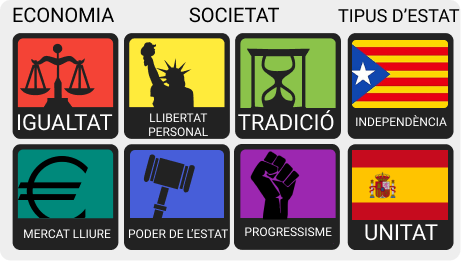 ECONOMIA
SOCIETAT
TIPUS D'ESTAT
IGUALTAT
LLIBERTAT
PERSONAL
TRADICIÓ
INDEPENDÈNCIA
MERCAT LLIURE
PODER DE L'ESTAT
PROGRESSISME
UNITAT